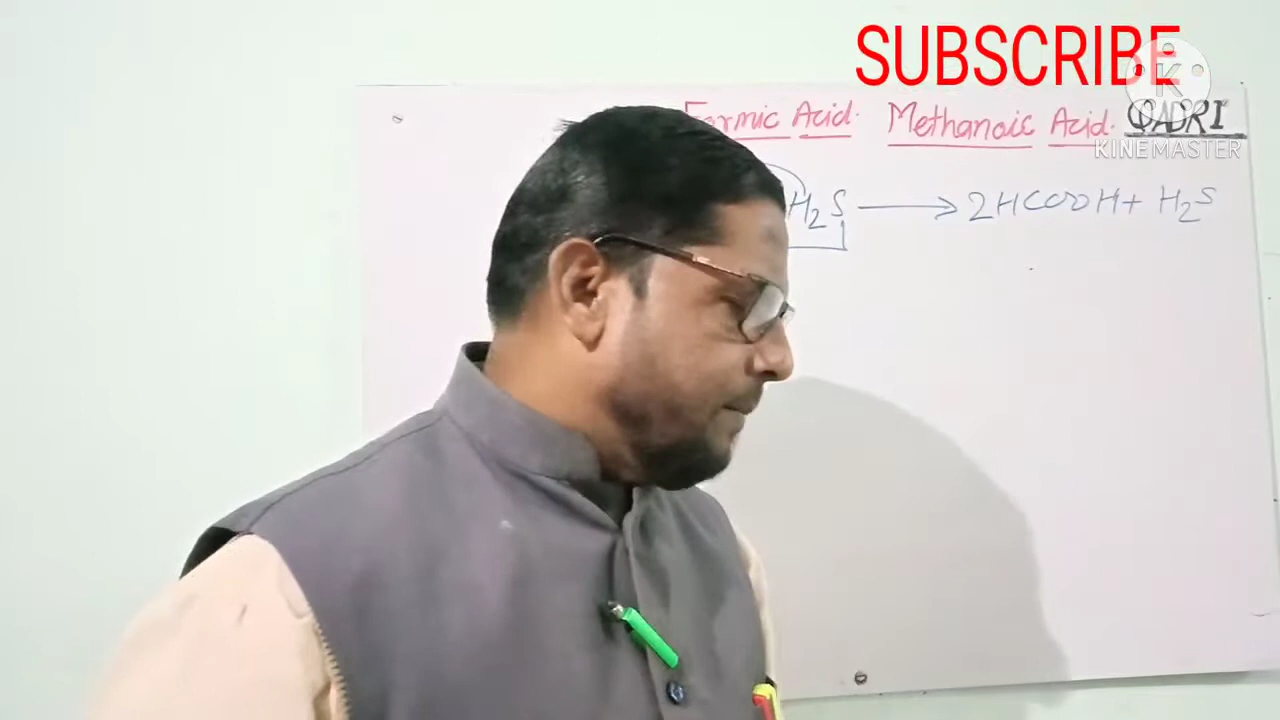 SUBSCRIBE
Formic Acid. Methanoic Acid. QADRI
KINEMASTER
H2S ⟶ 2HCOOH + H2S